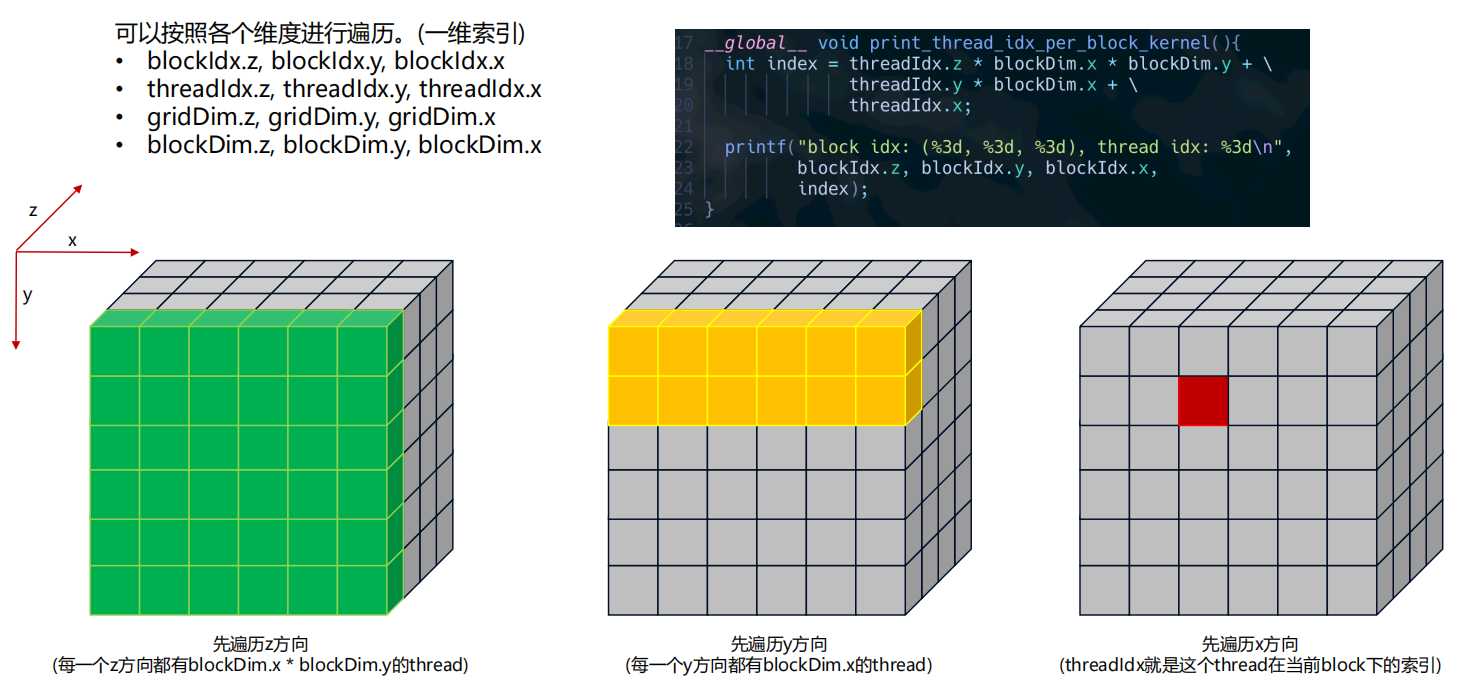 可以按照各个维度进行遍历。(一维索引)
• blockIdx.z, blockIdx.y, blockIdx.x
• threadIdx.z, threadIdx.y, threadIdx.x
• gridDim.z, gridDim.y, gridDim.x
• blockDim.z, blockDim.y, blockDim.x
17 __global__ void print_thread_idx_per_block_kernel(){
18 int index = threadIdx.z * blockDim.x * blockDim.y + \
19 threadIdx.y * blockDim.x + \
20 threadIdx.x;
21
22 printf("block idx: (%3d, %3d, %3d), thread idx: %3d\n",
23 blockIdx.z, blockIdx.y, blockIdx.x,
24 index);
25 }
z
x
y
先遍历z方向
(每一个z方向都有blockDim.x * blockDim.y的thread)
先遍历y方向
(每一个y方向都有blockDim.x的thread)
先遍历x方向
(threadIdx就是这个thread在当前block下的索引)